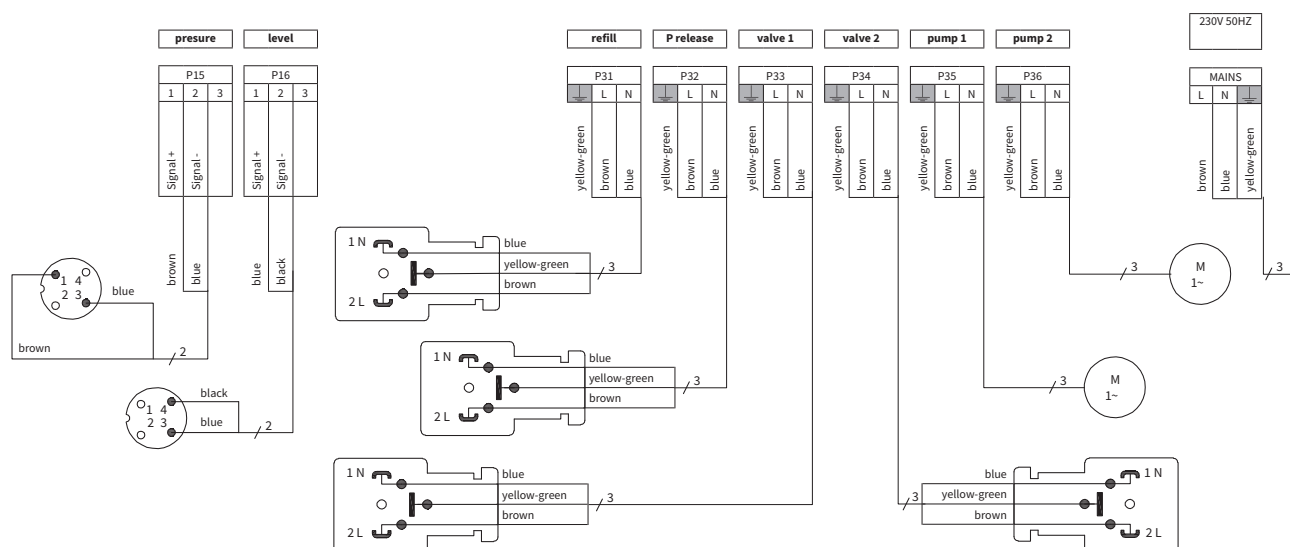 230V 50HZ
presure level refill P release valve 1 valve 2 pump 1 pump 2
P15 P16 P31 P32 P33 P34 P35 P36 MAINS
1 2 3 1 2 3 L N L N L N L N L N L N L N
Signal + Signal - Signal + Signal - yellow-green brown blue yellow-green brown blue yellow-green brown blue yellow-green brown blue yellow-green brown blue yellow-green brown blue brown blue yellow-green
brown blue blue black
1 N blue
yellow-green 3
brown
2 L
M
1~
3
3
1 4
2 3
blue
brown
2
1 N blue
yellow-green 3
brown
2 L
M
1~
3
black
1 4
2 3
blue
2
1 N blue
yellow-green 3
brown
2 L
blue 1 N
3 yellow-green
brown
2 L